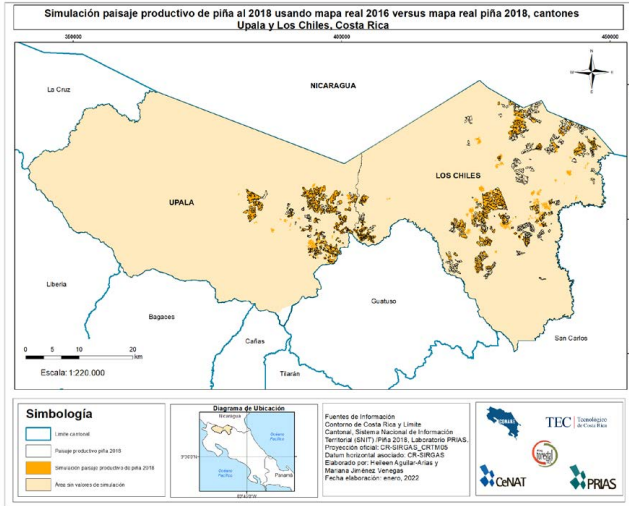 Simulación paisaje productivo de piña al 2018 usando mapa real 2016 versus mapa real piña 2018, cantones
Upala y Los Chiles, Costa Rica
350000
400000
450000
La Cruz
NICARAGUA
N
LOS CHILES
UPALA
Liberia
Bagaces
Guatuso
Cañas
Tilarán
San Carlos
0 5 10 20
km
Escala: 1:220.000
Simbología
Límite cantonal
Paisaje productivo piña 2018
Simulación paisaje productivo de piña 2018
Área sin valores de simulación
Diagrama de Ubicación
Nicaragua
Océano
Pacífico
Océano
Pacífico
Panamá
Fuentes de Información
Contorno de Costa Rica y Límite
Cantonal, Sistema Nacional de Información
Territorial (SNIT) /Piña 2018, Laboratorio PRIAS.
Proyección oficial: CR-SIRGAS_CRTM05
Datum horizontal asociado: CR-SIRGAS
Elaborado por: Heileen Aguilar-Arias y
Mariana Jiménez Venegas
Fecha elaboración: enero, 2022
CONARE
TEC Tecnológico
de Costa Rica
forestal
CeNAT
PRIAS